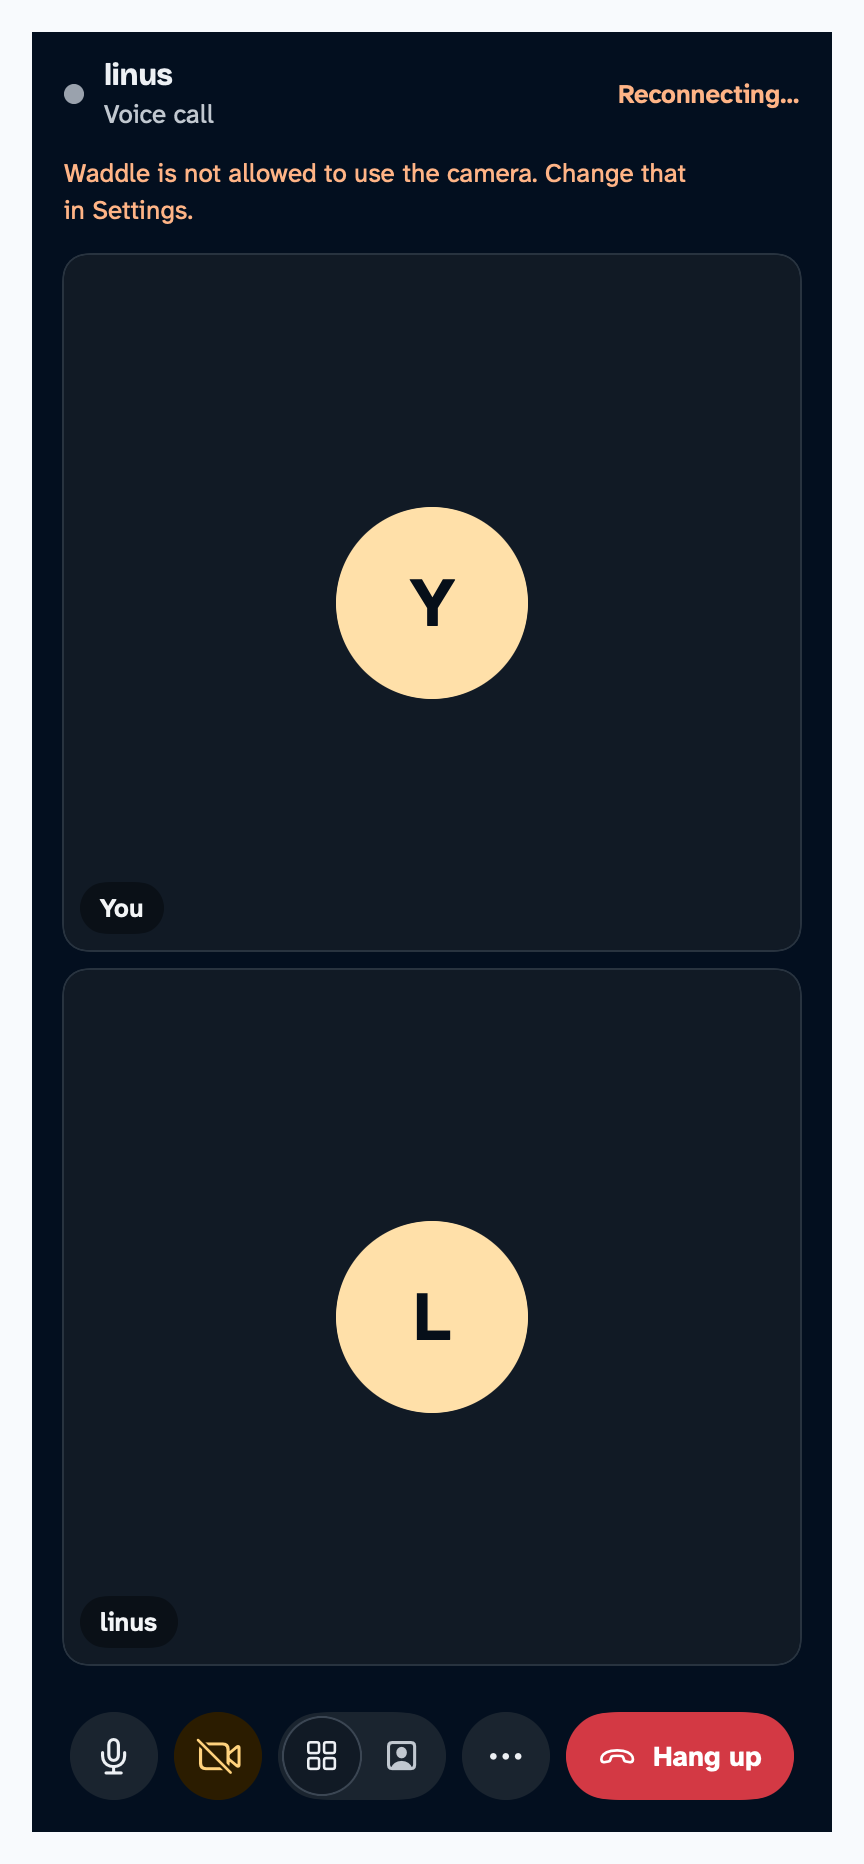 linus
Voice call
Reconnecting...
Waddle is not allowed to use the camera. Change that
in Settings.
Y
You
L
linus
Hang up